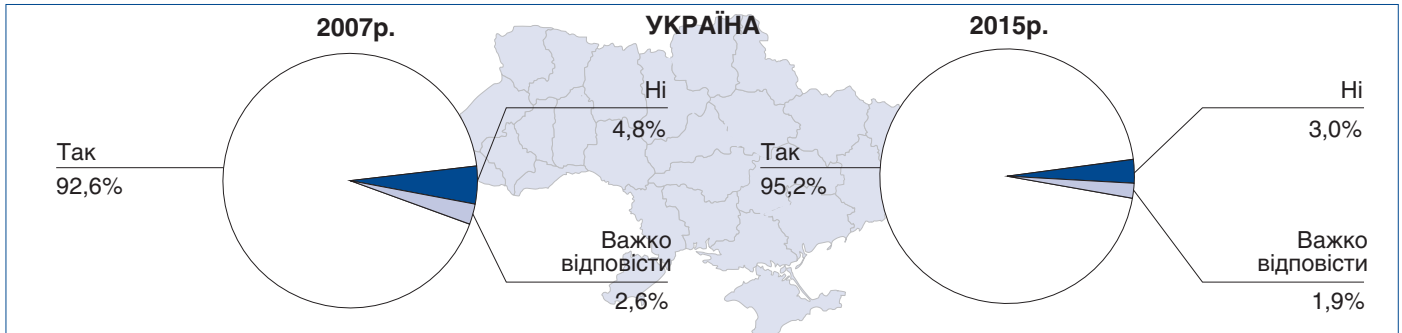 УКРАЇНА
2007р.
Так
92,6%
Ні
4,8%
Важко
відповісти
2,6%
2015р.
Так
95,2%
Ні
3,0%
Важко
відповісти
1,9%